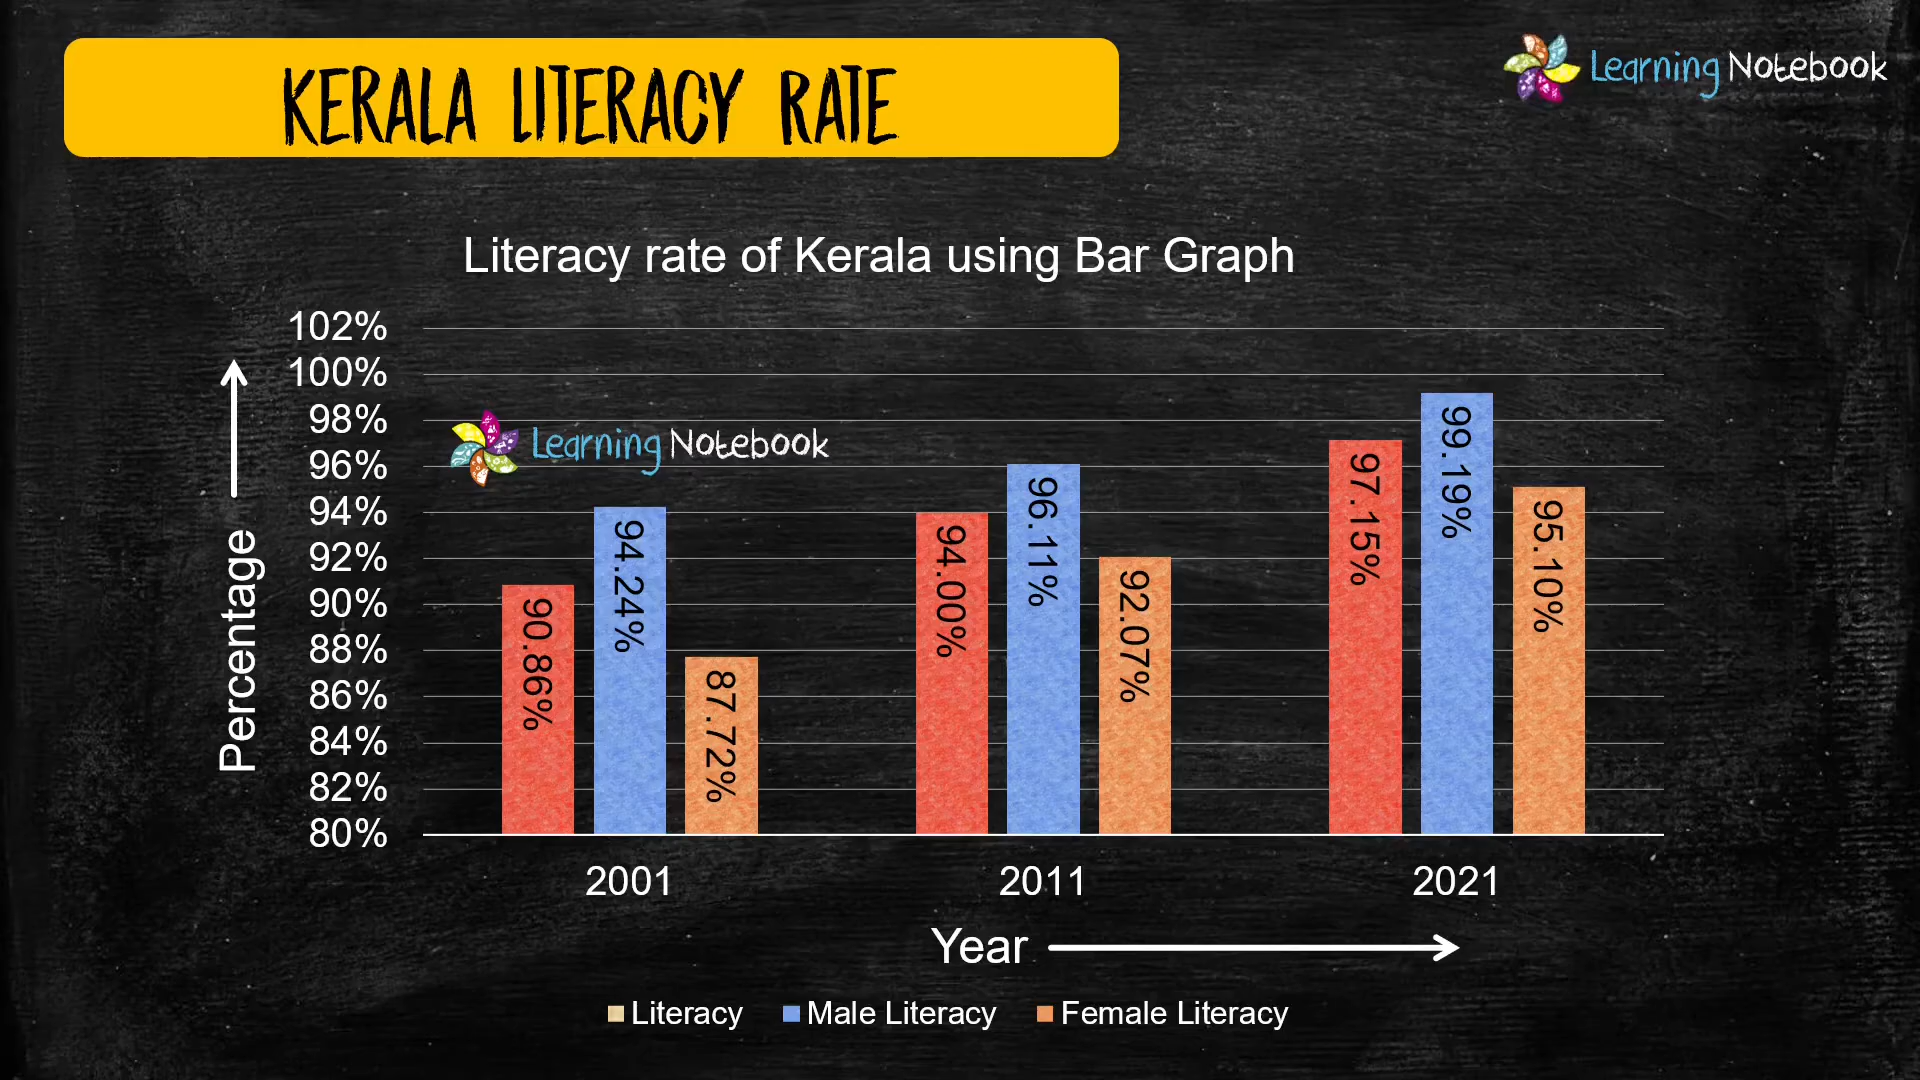 KERALA LITERACY RATE
Learning Notebook
Literacy rate of Kerala using Bar Graph
102%
100%
98%
96%
94%
92%
90%
88%
86%
84%
82%
80%
Percentage
Learning Notebook
90.86%
94.24%
87.72%
94.00%
96.11%
92.07%
97.15%
99.19%
95.10%
2001 2011 2021
Year
Literacy Male Literacy Female Literacy